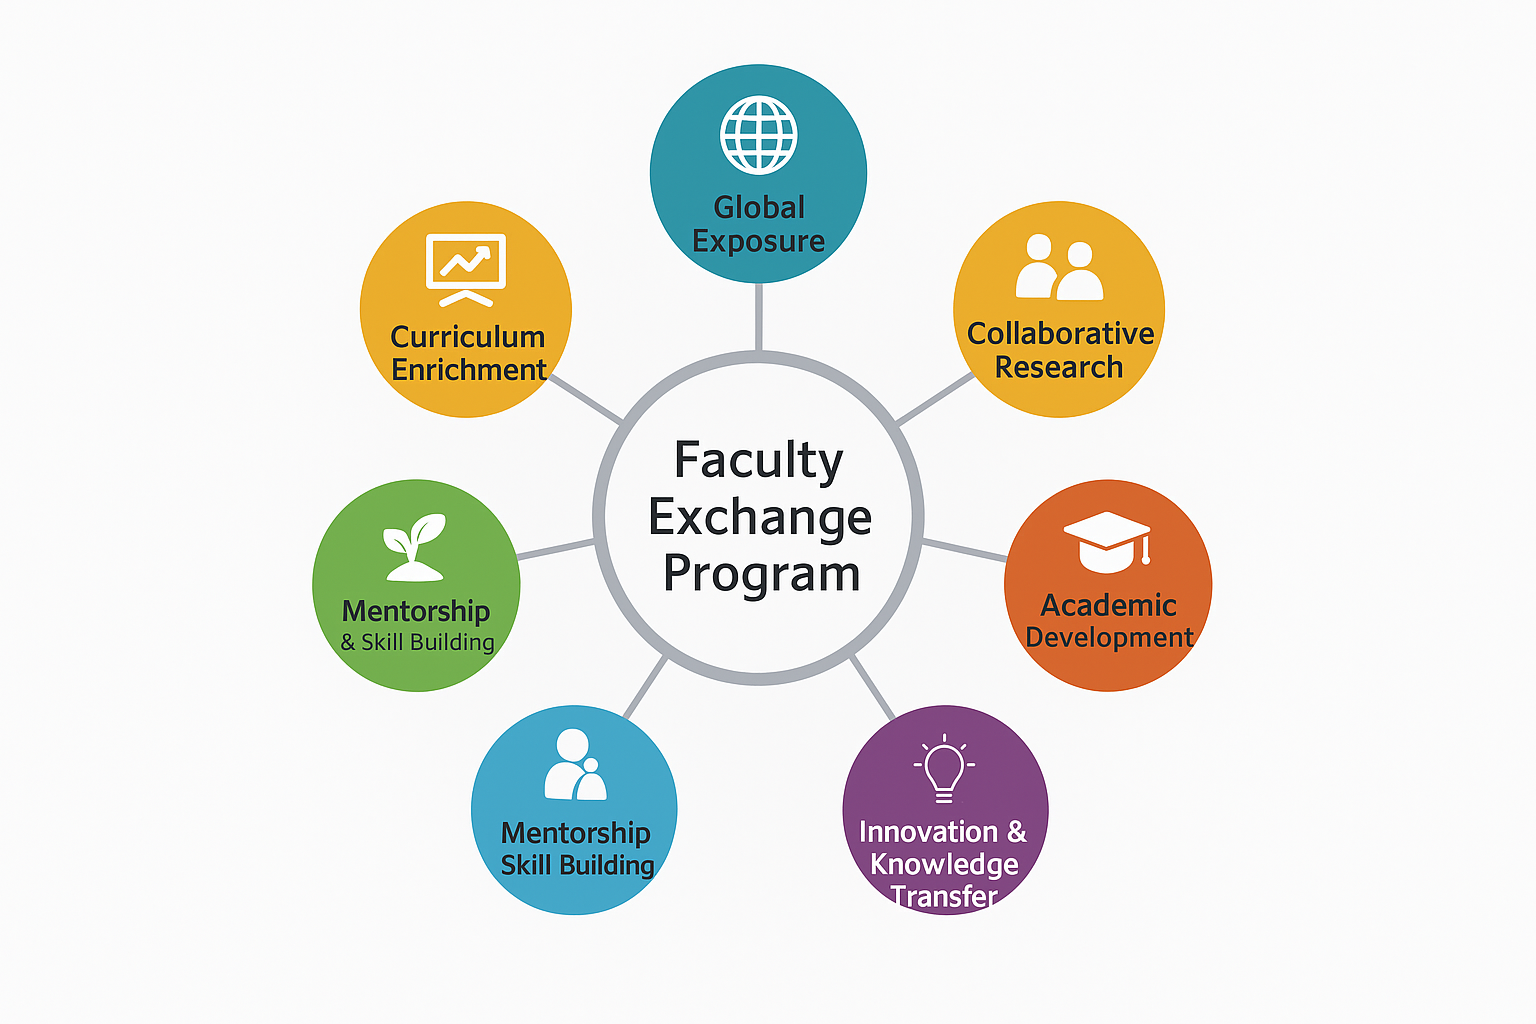 Global
Exposure
Curriculum
Enrichment
Collaborative
Research
Faculty
Exchange
Program
Mentorship
& Skill Building
Academic
Development
Mentorship
Skill Building
Innovation &
Knowledge
Transfer